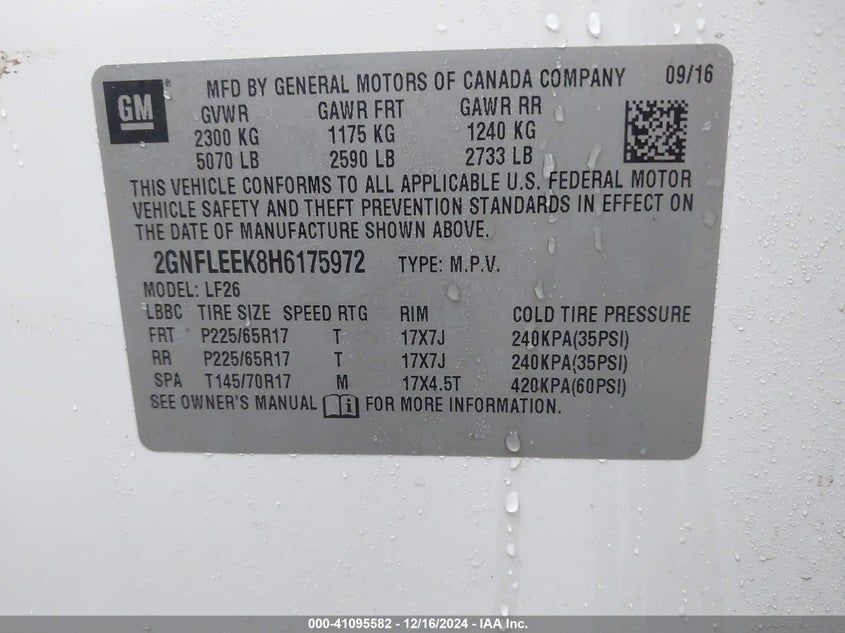 GM® MFD BY GENERAL MOTORS OF CANADA COMPANY 09/16
GVWR GAWR FRT GAWR RR
2300 KG 1175 KG 1240 KG
5070 LB 2590 LB 2733 LB
THIS VEHICLE CONFORMS TO ALL APPLICABLE U.S. FEDERAL MOTOR
VEHICLE SAFETY AND THEFT PREVENTION STANDARDS IN EFFECT ON
THE DATE OF MANUFACTURE SHOWN ABOVE.
2GNFLEEK8H6175972 TYPE: M.P.V.
MODEL: LF26
LBBC TIRE SIZE SPEED RTG RIM COLD TIRE PRESSURE
FRT P225/65R17 T 17X7J 240KPA(35PSI)
RR P225/65R17 T 17X7J 240KPA(35PSI)
SPA T145/70R17 M 17X4.5T 420KPA(60PSI)
SEE OWNER'S MANUAL FOR MORE INFORMATION.
000-41095582 - 12/16/2024 - IAA Inc.